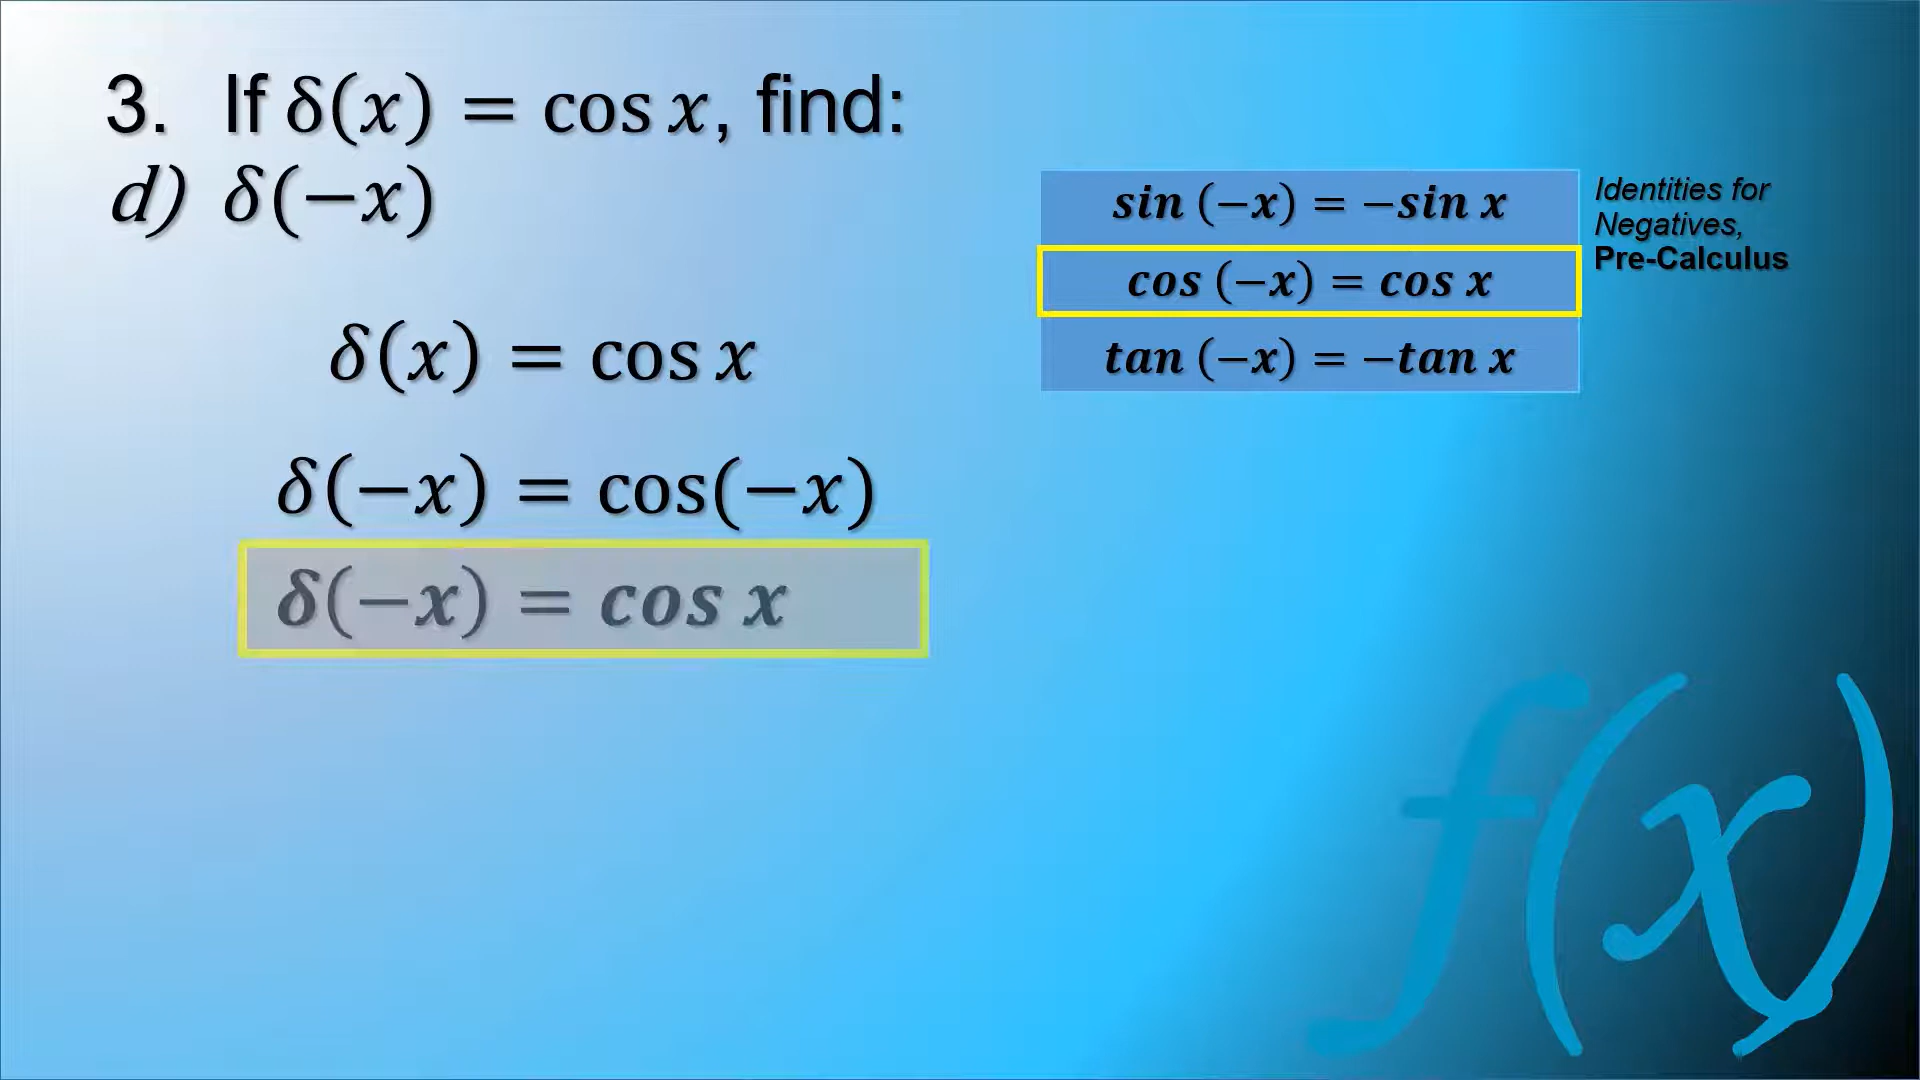 3. If δ(x) = cos x, find:
d) δ(−x)
sin (−x) = −sin x
cos (−x) = cos x
tan (−x) = −tan x
Identities for
Negatives,
Pre-Calculus
δ(x) = cos x
δ(−x) = cos(−x)
δ(−x) = cos x
f(x)